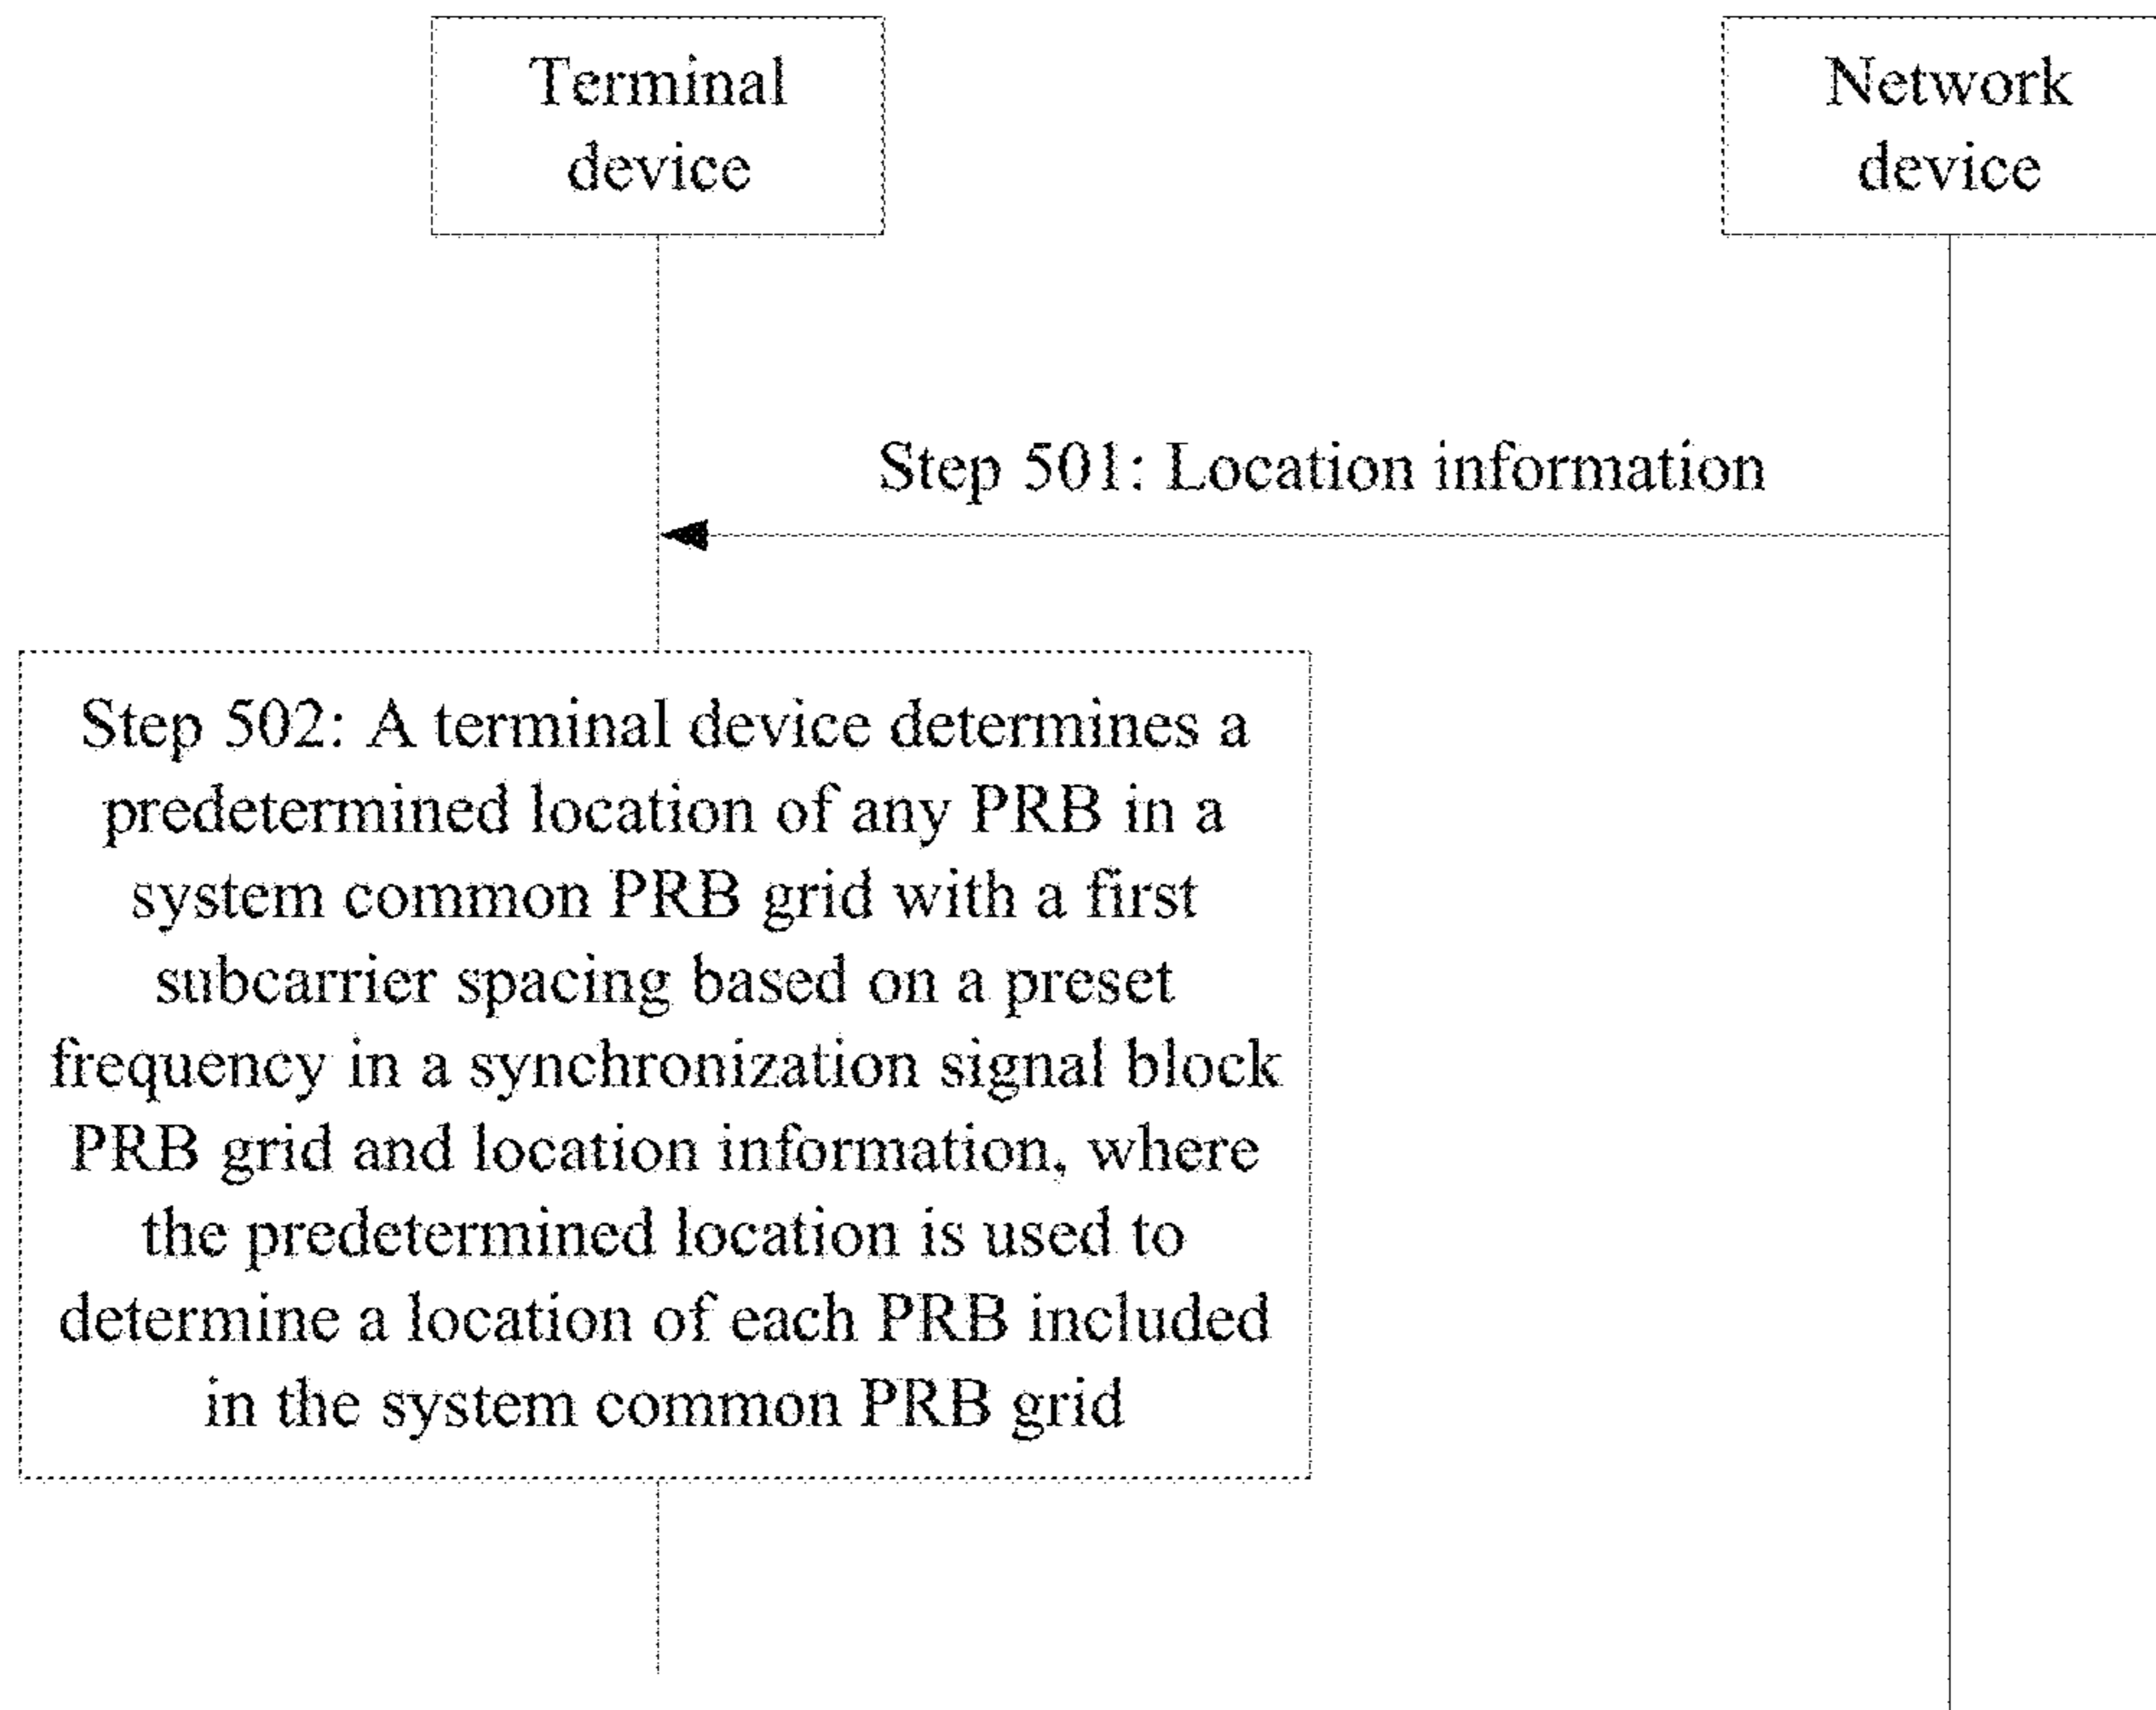 Terminal
device
Network
device
Step 501: Location information
Step 502: A terminal device determines a
predetermined location of any PRB in a
system common PRB grid with a first
subcarrier spacing based on a preset
frequency in a synchronization signal block
PRB grid and location information, where
the predetermined location is used to
determine a location of each PRB included
in the system common PRB grid